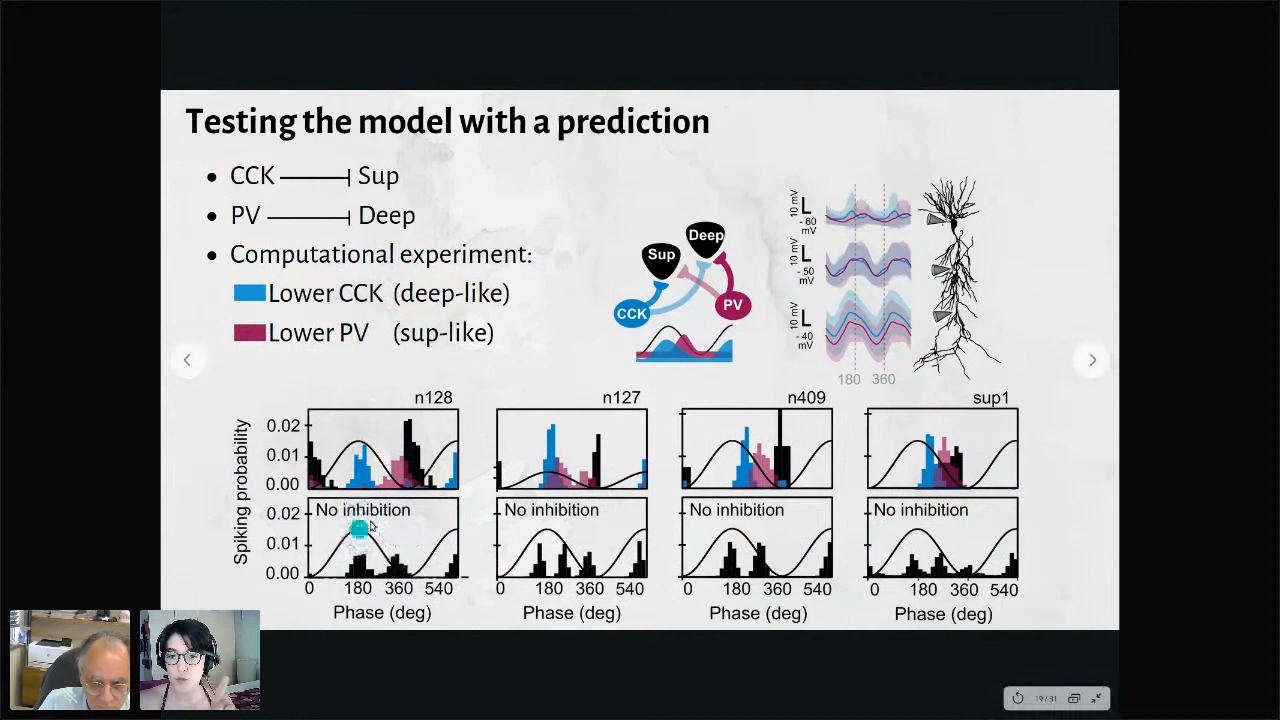 Testing the model with a prediction
• CCK Sup
• PV Deep
• Computational experiment:
Lower CCK (deep-like)
Lower PV (sup-like)
Deep
Sup
CCK
PV
10 mV
- 60
mV
10 mV
- 50
mV
10 mV
- 40
mV
180 360
n128 n127 n409 sup1
Spiking probability
0.02
0.01
0.00
No inhibition No inhibition No inhibition No inhibition
Spiking probability
0.02
0.01
0.00
0 180 360 540 0 180 360 540 0 180 360 540 0 180 360 540
Phase (deg) Phase (deg) Phase (deg) Phase (deg)
19 / 31